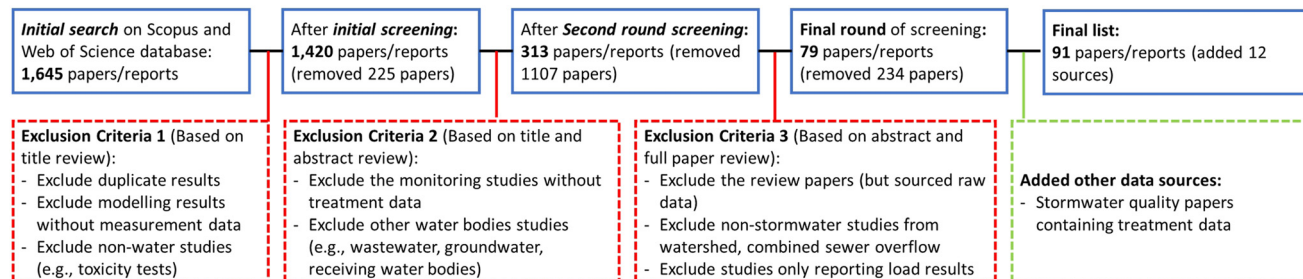 Initial search on Scopus and
Web of Science database:
1,645 papers/reports
After initial screening:
1,420 papers/reports
(removed 225 papers)
After Second round screening:
313 papers/reports (removed
1107 papers)
Final round of screening:
79 papers/reports
(removed 234 papers)
Final list:
91 papers/reports (added 12
sources)
Exclusion Criteria 1 (Based on
title review):
- Exclude duplicate results
- Exclude modelling results
without measurement data
- Exclude non-water studies
(e.g., toxicity tests)
Exclusion Criteria 2 (Based on title and
abstract review):
- Exclude the monitoring studies without
treatment data
- Exclude other water bodies studies
(e.g., wastewater, groundwater,
receiving water bodies)
Exclusion Criteria 3 (Based on abstract and
full paper review):
- Exclude the review papers (but sourced raw
data)
- Exclude non-stormwater studies from
watershed, combined sewer overflow
- Exclude studies only reporting load results
Added other data sources:
- Stormwater quality papers
containing treatment data